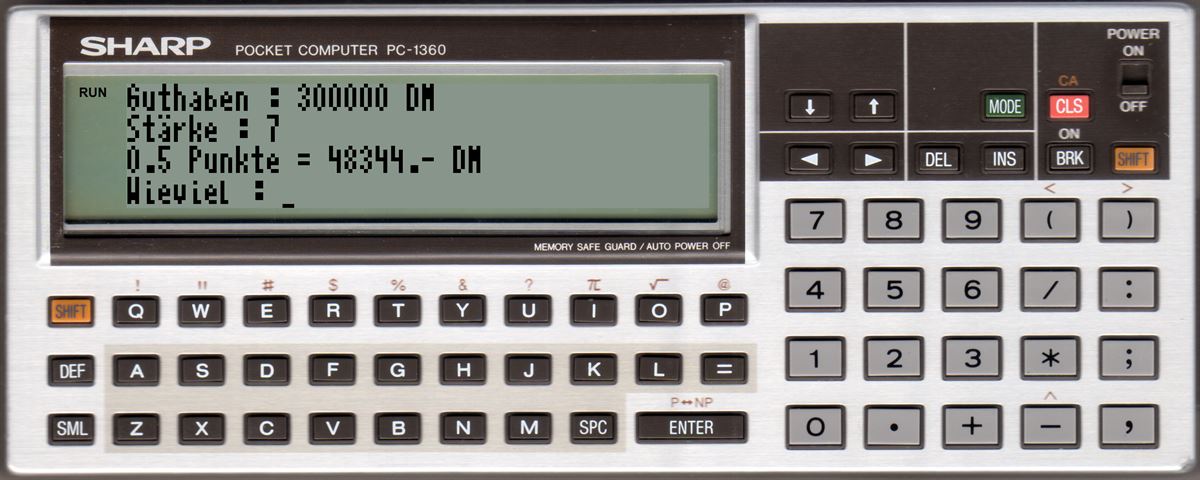 SHARP POCKET COMPUTER PC-1360
RUN
Guthaben : 300000 DM
Stärke : 7
0.5 Punkte = 48344.- DM
Wieviel : _
MEMORY SAFE GUARD / AUTO POWER OFF
POWER
ON
OFF
CA
↓ ↑ MODE CLS
ON
◀ ▶ DEL INS BRK SHIFT
< >
7 8 9 ( )
4 5 6 / :
1 2 3 * ;
^
0 . + − ,
! " # $ % & ? π √ @
SHIFT Q W E R T Y U I O P
DEF A S D F G H J K L =
P↔NP
SML Z X C V B N M SPC ENTER